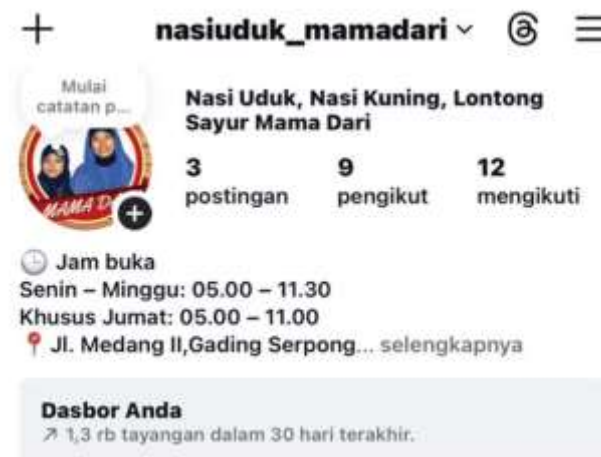 nasiuduk_mamadari
Mulai
catatan p...
Nasi Uduk, Nasi Kuning, Lontong
Sayur Mama Dari
3 9 12
postingan pengikut mengikuti
MAMA D
Jam buka
Senin – Minggu: 05.00 – 11.30
Khusus Jumat: 05.00 – 11.00
Jl. Medang II,Gading Serpong... selengkapnya
Dasbor Anda
1,3 rb tayangan dalam 30 hari terakhir.